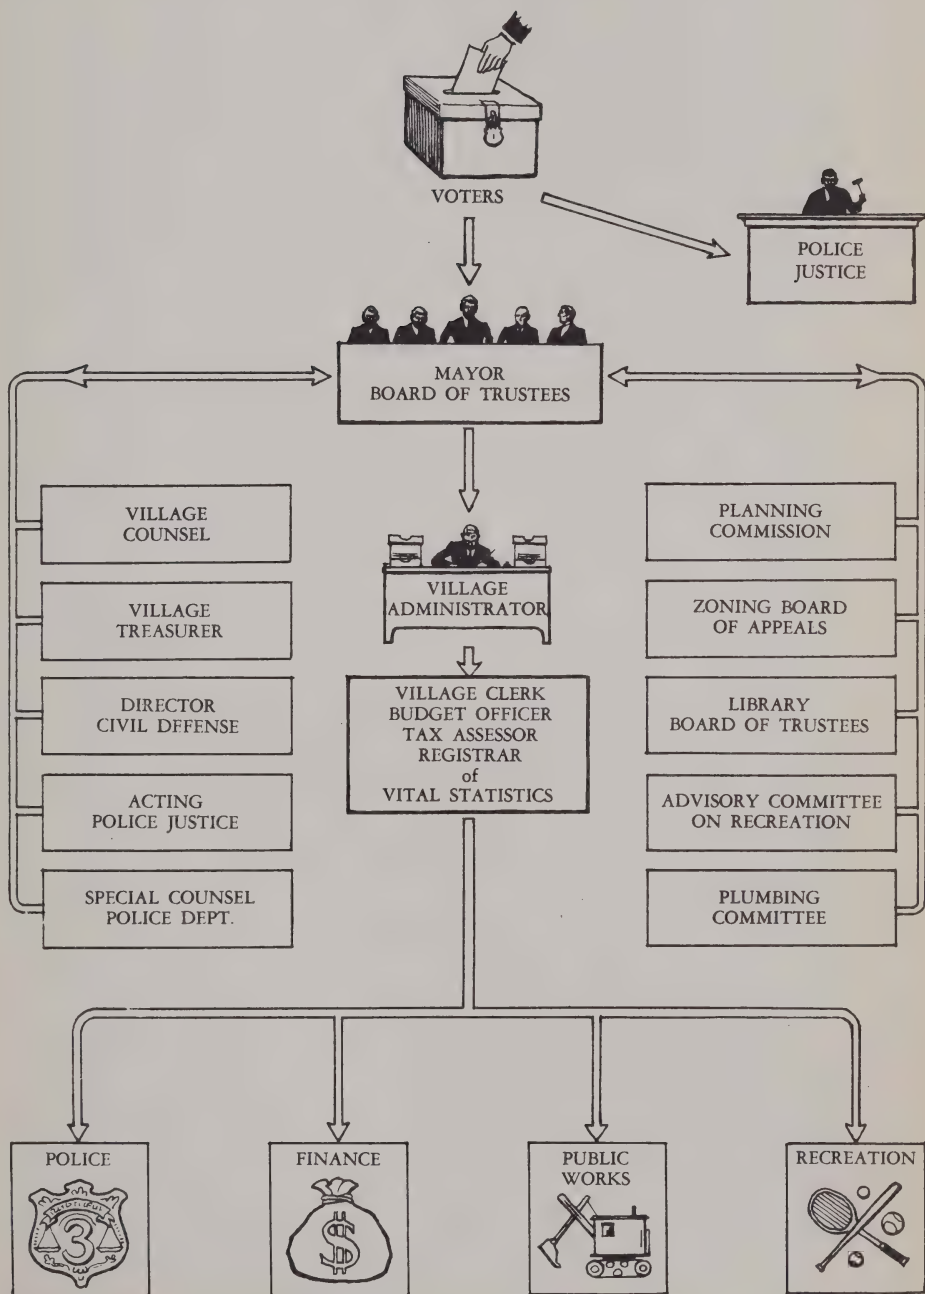 VOTERS
POLICE
JUSTICE
MAYOR
BOARD OF TRUSTEES
VILLAGE
COUNSEL
VILLAGE
TREASURER
DIRECTOR
CIVIL DEFENSE
ACTING
POLICE JUSTICE
SPECIAL COUNSEL
POLICE DEPT.
VILLAGE
ADMINISTRATOR
VILLAGE CLERK
BUDGET OFFICER
TAX ASSESSOR
REGISTRAR
of
VITAL STATISTICS
PLANNING
COMMISSION
ZONING BOARD
OF APPEALS
LIBRARY
BOARD OF TRUSTEES
ADVISORY COMMITTEE
ON RECREATION
PLUMBING
COMMITTEE
POLICE
3
FINANCE
$
PUBLIC
WORKS
RECREATION